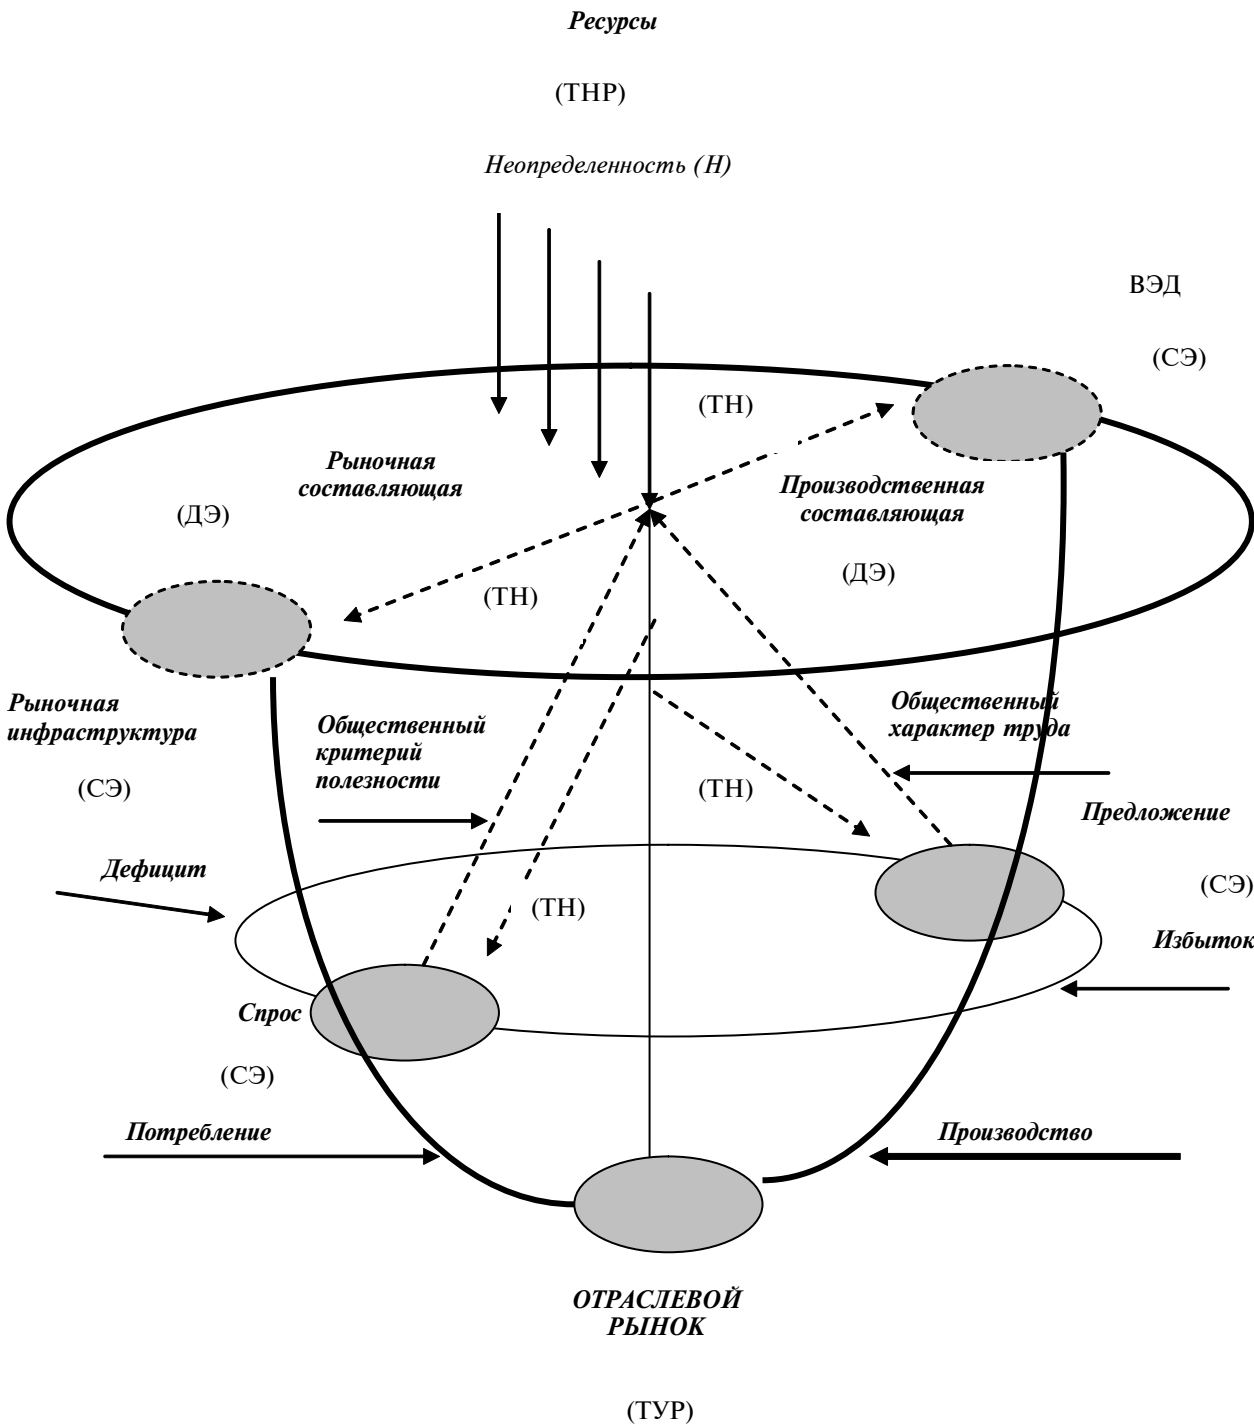 Ресурсы
(ТНР)
Неопределенность (Н)
ВЭД
(СЭ)
(ТН)
Рыночная
составляющая
Производственная
составляющая
(ДЭ)
(ДЭ)
(ТН)
Рыночная
инфраструктура
(СЭ)
Общественный
критерий
полезности
Общественный
характер труда
(ТН)
Предложение
(СЭ)
Дефицит
(ТН)
Избыток
Спрос
(СЭ)
Потребление
Производство
ОТРАСЛЕВОЙ
РЫНОК
(ТУР)